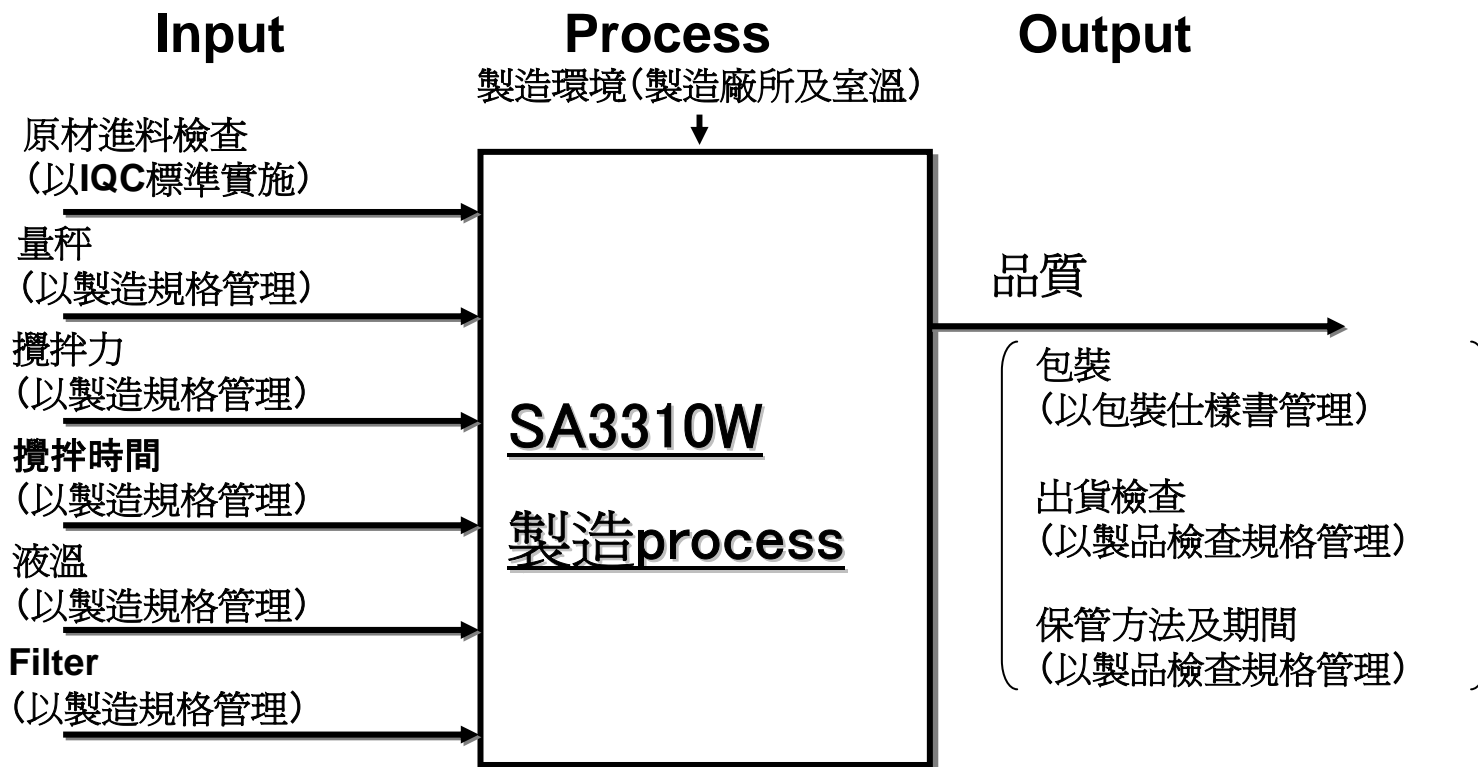 Input
Process
Output
製造環境(製造廠所及室溫)
原材進料檢查
(以IQC標準實施)
量秤
(以製造規格管理)
攪拌力
(以製造規格管理)
攪拌時間
(以製造規格管理)
液溫
(以製造規格管理)
Filter
(以製造規格管理)
SA3310W
製造process
品質
包裝
(以包裝仕樣書管理)
出貨檢查
(以製品檢查規格管理)
保管方法及期間
(以製品檢查規格管理)